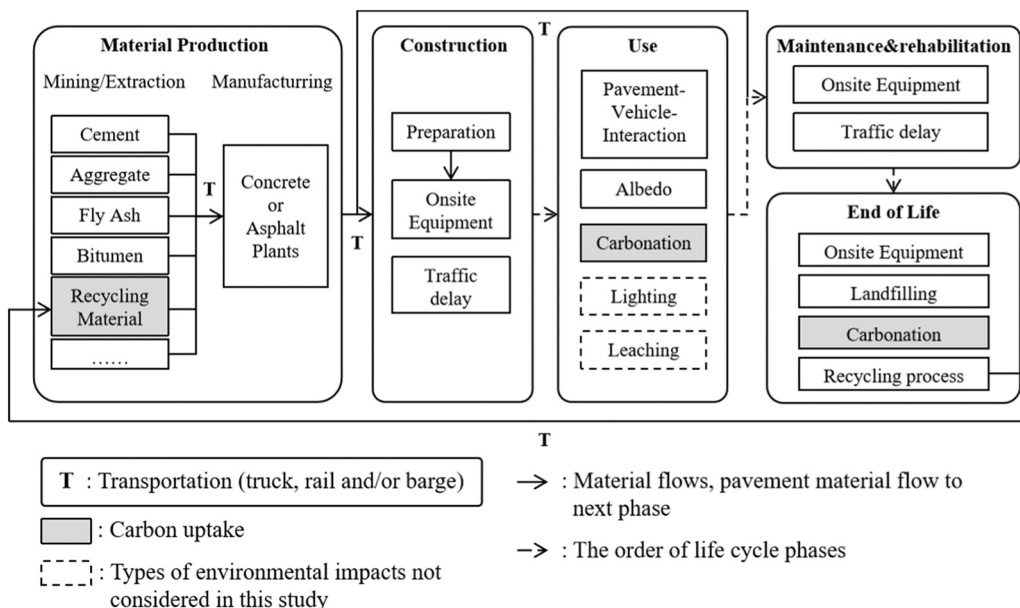 Material Production
Mining/Extraction
Manufacturring
Cement
Aggregate
Fly Ash
Bitumen
Recycling
Material
......
T
Concrete
or
Asphalt
Plants
T
Construction
Preparation
Onsite
Equipment
Traffic
delay
T
Use
Pavement-
Vehicle-
Interaction
Albedo
Carbonation
Lighting
Leaching
Maintenance&rehabilitation
Onsite Equipment
Traffic delay
End of Life
Onsite Equipment
Landfilling
Carbonation
Recycling process
T
T : Transportation (truck, rail and/or barge)
: Carbon uptake
: Types of environmental impacts not
considered in this study
: Material flows, pavement material flow to
next phase
: The order of life cycle phases